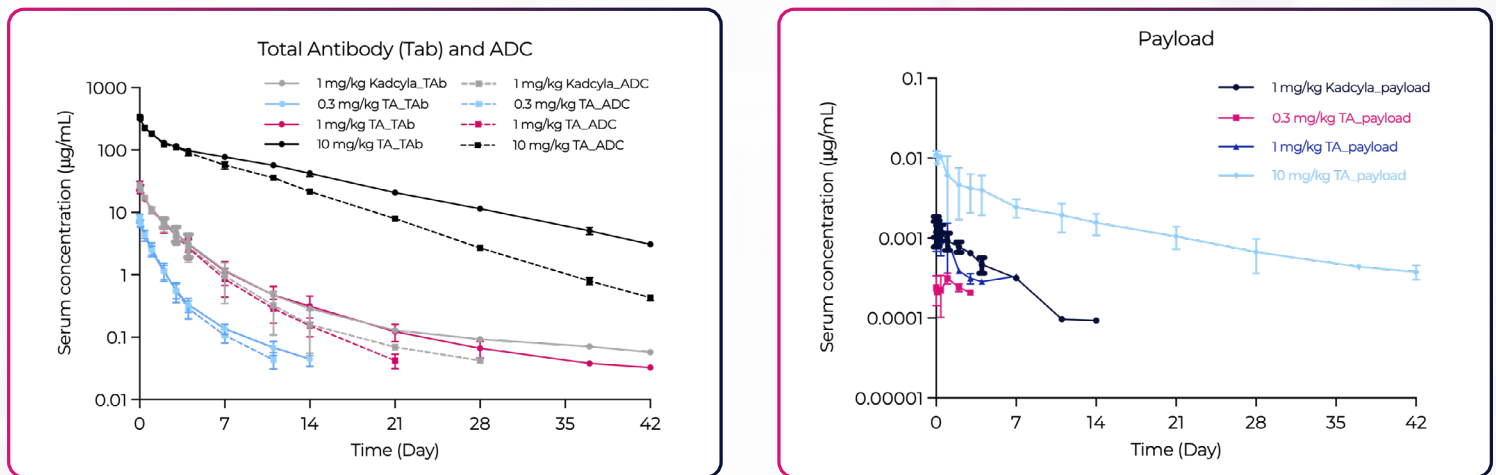 Total Antibody (Tab) and ADC
1 mg/kg Kadcyla_TAb
1 mg/kg Kadcyla_ADC
0.3 mg/kg TA_TAb
0.3 mg/kg TA_ADC
1 mg/kg TA_TAb
1 mg/kg TA_ADC
10 mg/kg TA_TAb
10 mg/kg TA_ADC
Serum concentration (µg/mL)
1000
100
10
1
0.1
0.01
0 7 14 21 28 35 42
Time (Day)
Payload
1 mg/kg Kadcyla_payload
0.3 mg/kg TA_payload
1 mg/kg TA_payload
10 mg/kg TA_payload
Serum concentration (µg/mL)
0.1
0.01
0.001
0.0001
0.00001
0 7 14 21 28 35 42
Time (Day)